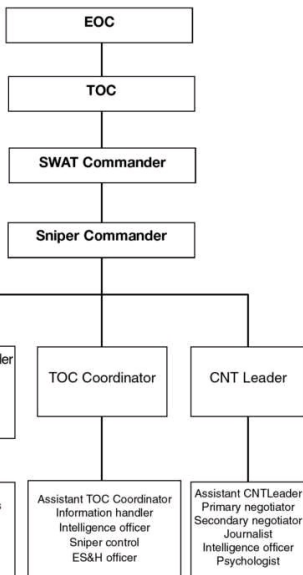 EOC
TOC
SWAT Commander
Sniper Commander
TOC Coordinator
CNT Leader
Assistant TOC Coordinator
Information handler
Intelligence officer
Sniper control
ES&H officer
Assistant CNTLeader
Primary negotiator
Secondary negotiator
Journalist
Intelligence officer
Psychologist